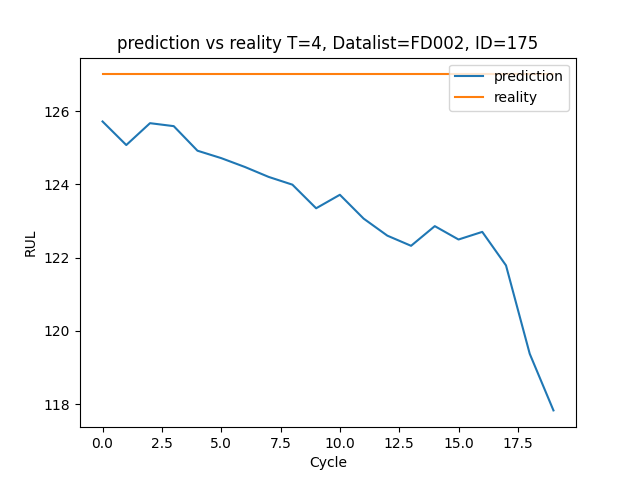 prediction vs reality T=4, Datalist=FD002, ID=175
prediction
reality
126
124
122
120
118
RUL
0.0 2.5 5.0 7.5 10.0 12.5 15.0 17.5
Cycle